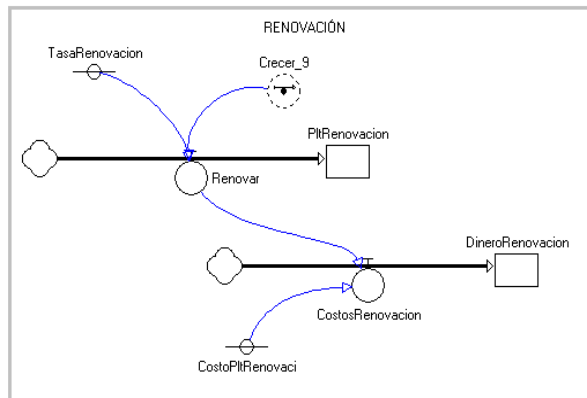 RENOVACIÓN
TasaRenovacion
Crecer_9
PltRenovacion
Renovar
DineroRenovacion
CostosRenovacion
CostoPltRenovaci